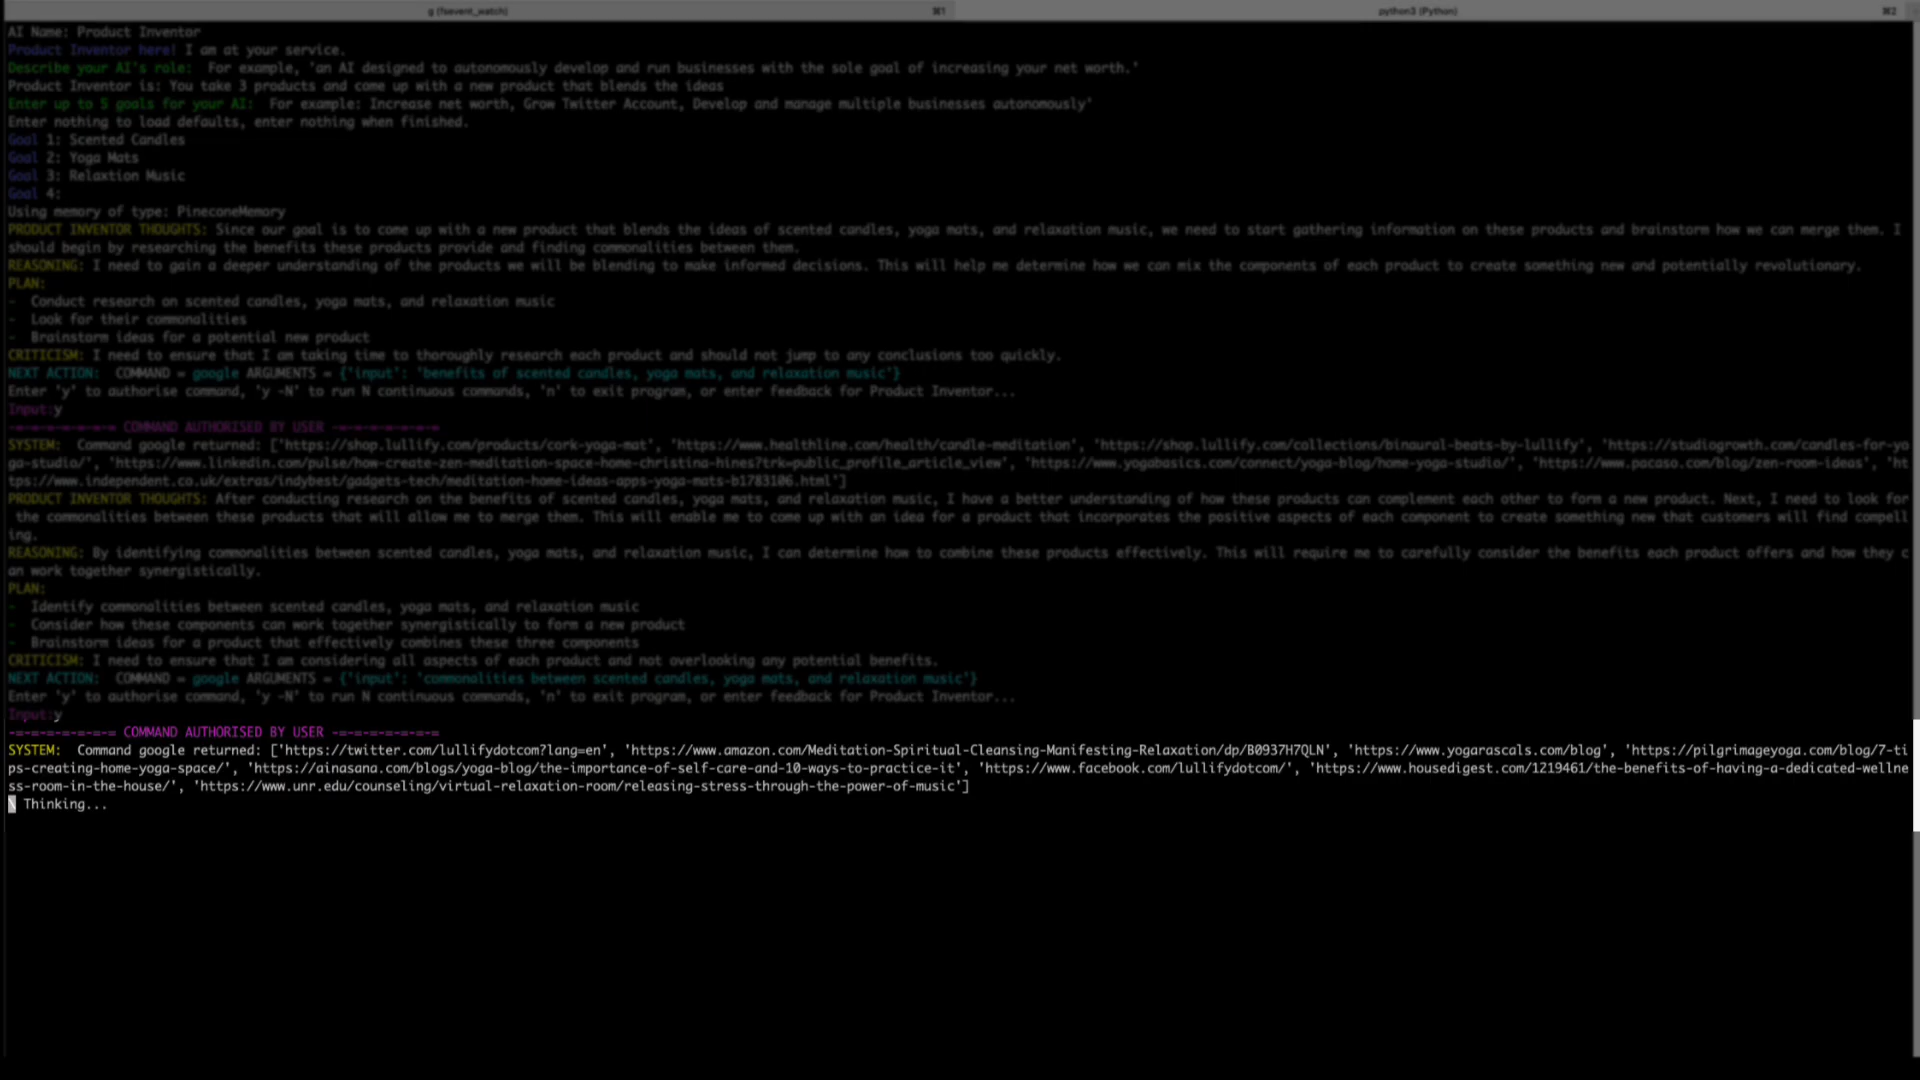 g (fsevent_watch) ⌘1 python3 (Python) ⌘2
AI Name: Product Inventor
Product Inventor here! I am at your service.
Describe your AI's role:  For example, 'an AI designed to autonomously develop and run businesses with the sole goal of increasing your net worth.'
Product Inventor is: You take 3 products and come up with a new product that blends the ideas
Enter up to 5 goals for your AI:  For example: Increase net worth, Grow Twitter Account, Develop and manage multiple businesses autonomously'
Enter nothing to load defaults, enter nothing when finished.
Goal 1: Scented Candles
Goal 2: Yoga Mats
Goal 3: Relaxtion Music
Goal 4:
Using memory of type: PineconeMemory
PRODUCT INVENTOR THOUGHTS: Since our goal is to come up with a new product that blends the ideas of scented candles, yoga mats, and relaxation music, we need to start gathering information on these products and brainstorm how we can merge them. I
should begin by researching the benefits these products provide and finding commonalities between them.
REASONING: I need to gain a deeper understanding of the products we will be blending to make informed decisions. This will help me determine how we can mix the components of each product to create something new and potentially revolutionary.
PLAN:
-  Conduct research on scented candles, yoga mats, and relaxation music
-  Look for their commonalities
-  Brainstorm ideas for a potential new product
CRITICISM: I need to ensure that I am taking time to thoroughly research each product and should not jump to any conclusions too quickly.
NEXT ACTION:  COMMAND = google ARGUMENTS = {'input': 'benefits of scented candles, yoga mats, and relaxation music'}
Enter 'y' to authorise command, 'y -N' to run N continuous commands, 'n' to exit program, or enter feedback for Product Inventor...
Input:y
-=-=-=-=-=-=-= COMMAND AUTHORISED BY USER -=-=-=-=-=-=-=
SYSTEM:  Command google returned: ['https://shop.lullify.com/products/cork-yoga-mat', 'https://www.healthline.com/health/candle-meditation', 'https://shop.lullify.com/collections/binaural-beats-by-lullify', 'https://studiogrowth.com/candles-for-yo
ga-studio/', 'https://www.linkedin.com/pulse/how-create-zen-meditation-space-home-christina-hines?trk=public_profile_article_view', 'https://www.yogabasics.com/connect/yoga-blog/home-yoga-studio/', 'https://www.pacaso.com/blog/zen-room-ideas', 'ht
tps://www.independent.co.uk/extras/indybest/gadgets-tech/meditation-home-ideas-apps-yoga-mats-b1783106.html']
PRODUCT INVENTOR THOUGHTS: After conducting research on the benefits of scented candles, yoga mats, and relaxation music, I have a better understanding of how these products can complement each other to form a new product. Next, I need to look for
the commonalities between these products that will allow me to merge them. This will enable me to come up with an idea for a product that incorporates the positive aspects of each component to create something new that customers will find compell
ing.
REASONING: By identifying commonalities between scented candles, yoga mats, and relaxation music, I can determine how to combine these products effectively. This will require me to carefully consider the benefits each product offers and how they c
an work together synergistically.
PLAN:
-  Identify commonalities between scented candles, yoga mats, and relaxation music
-  Consider how these components can work together synergistically to form a new product
-  Brainstorm ideas for a product that effectively combines these three components
CRITICISM: I need to ensure that I am considering all aspects of each product and not overlooking any potential benefits.
NEXT ACTION:  COMMAND = google ARGUMENTS = {'input': 'commonalities between scented candles, yoga mats, and relaxation music'}
Enter 'y' to authorise command, 'y -N' to run N continuous commands, 'n' to exit program, or enter feedback for Product Inventor...
Input:y
-=-=-=-=-=-=-= COMMAND AUTHORISED BY USER -=-=-=-=-=-=-=
SYSTEM:  Command google returned: ['https://twitter.com/lullifydotcom?lang=en', 'https://www.amazon.com/Meditation-Spiritual-Cleansing-Manifesting-Relaxation/dp/B0937H7QLN', 'https://www.yogarascals.com/blog', 'https://pilgrimageyoga.com/blog/7-ti
ps-creating-home-yoga-space/', 'https://ainasana.com/blogs/yoga-blog/the-importance-of-self-care-and-10-ways-to-practice-it', 'https://www.facebook.com/lullifydotcom/', 'https://www.housedigest.com/1219461/the-benefits-of-having-a-dedicated-wellne
ss-room-in-the-house/', 'https://www.unr.edu/counseling/virtual-relaxation-room/releasing-stress-through-the-power-of-music']
\ Thinking...